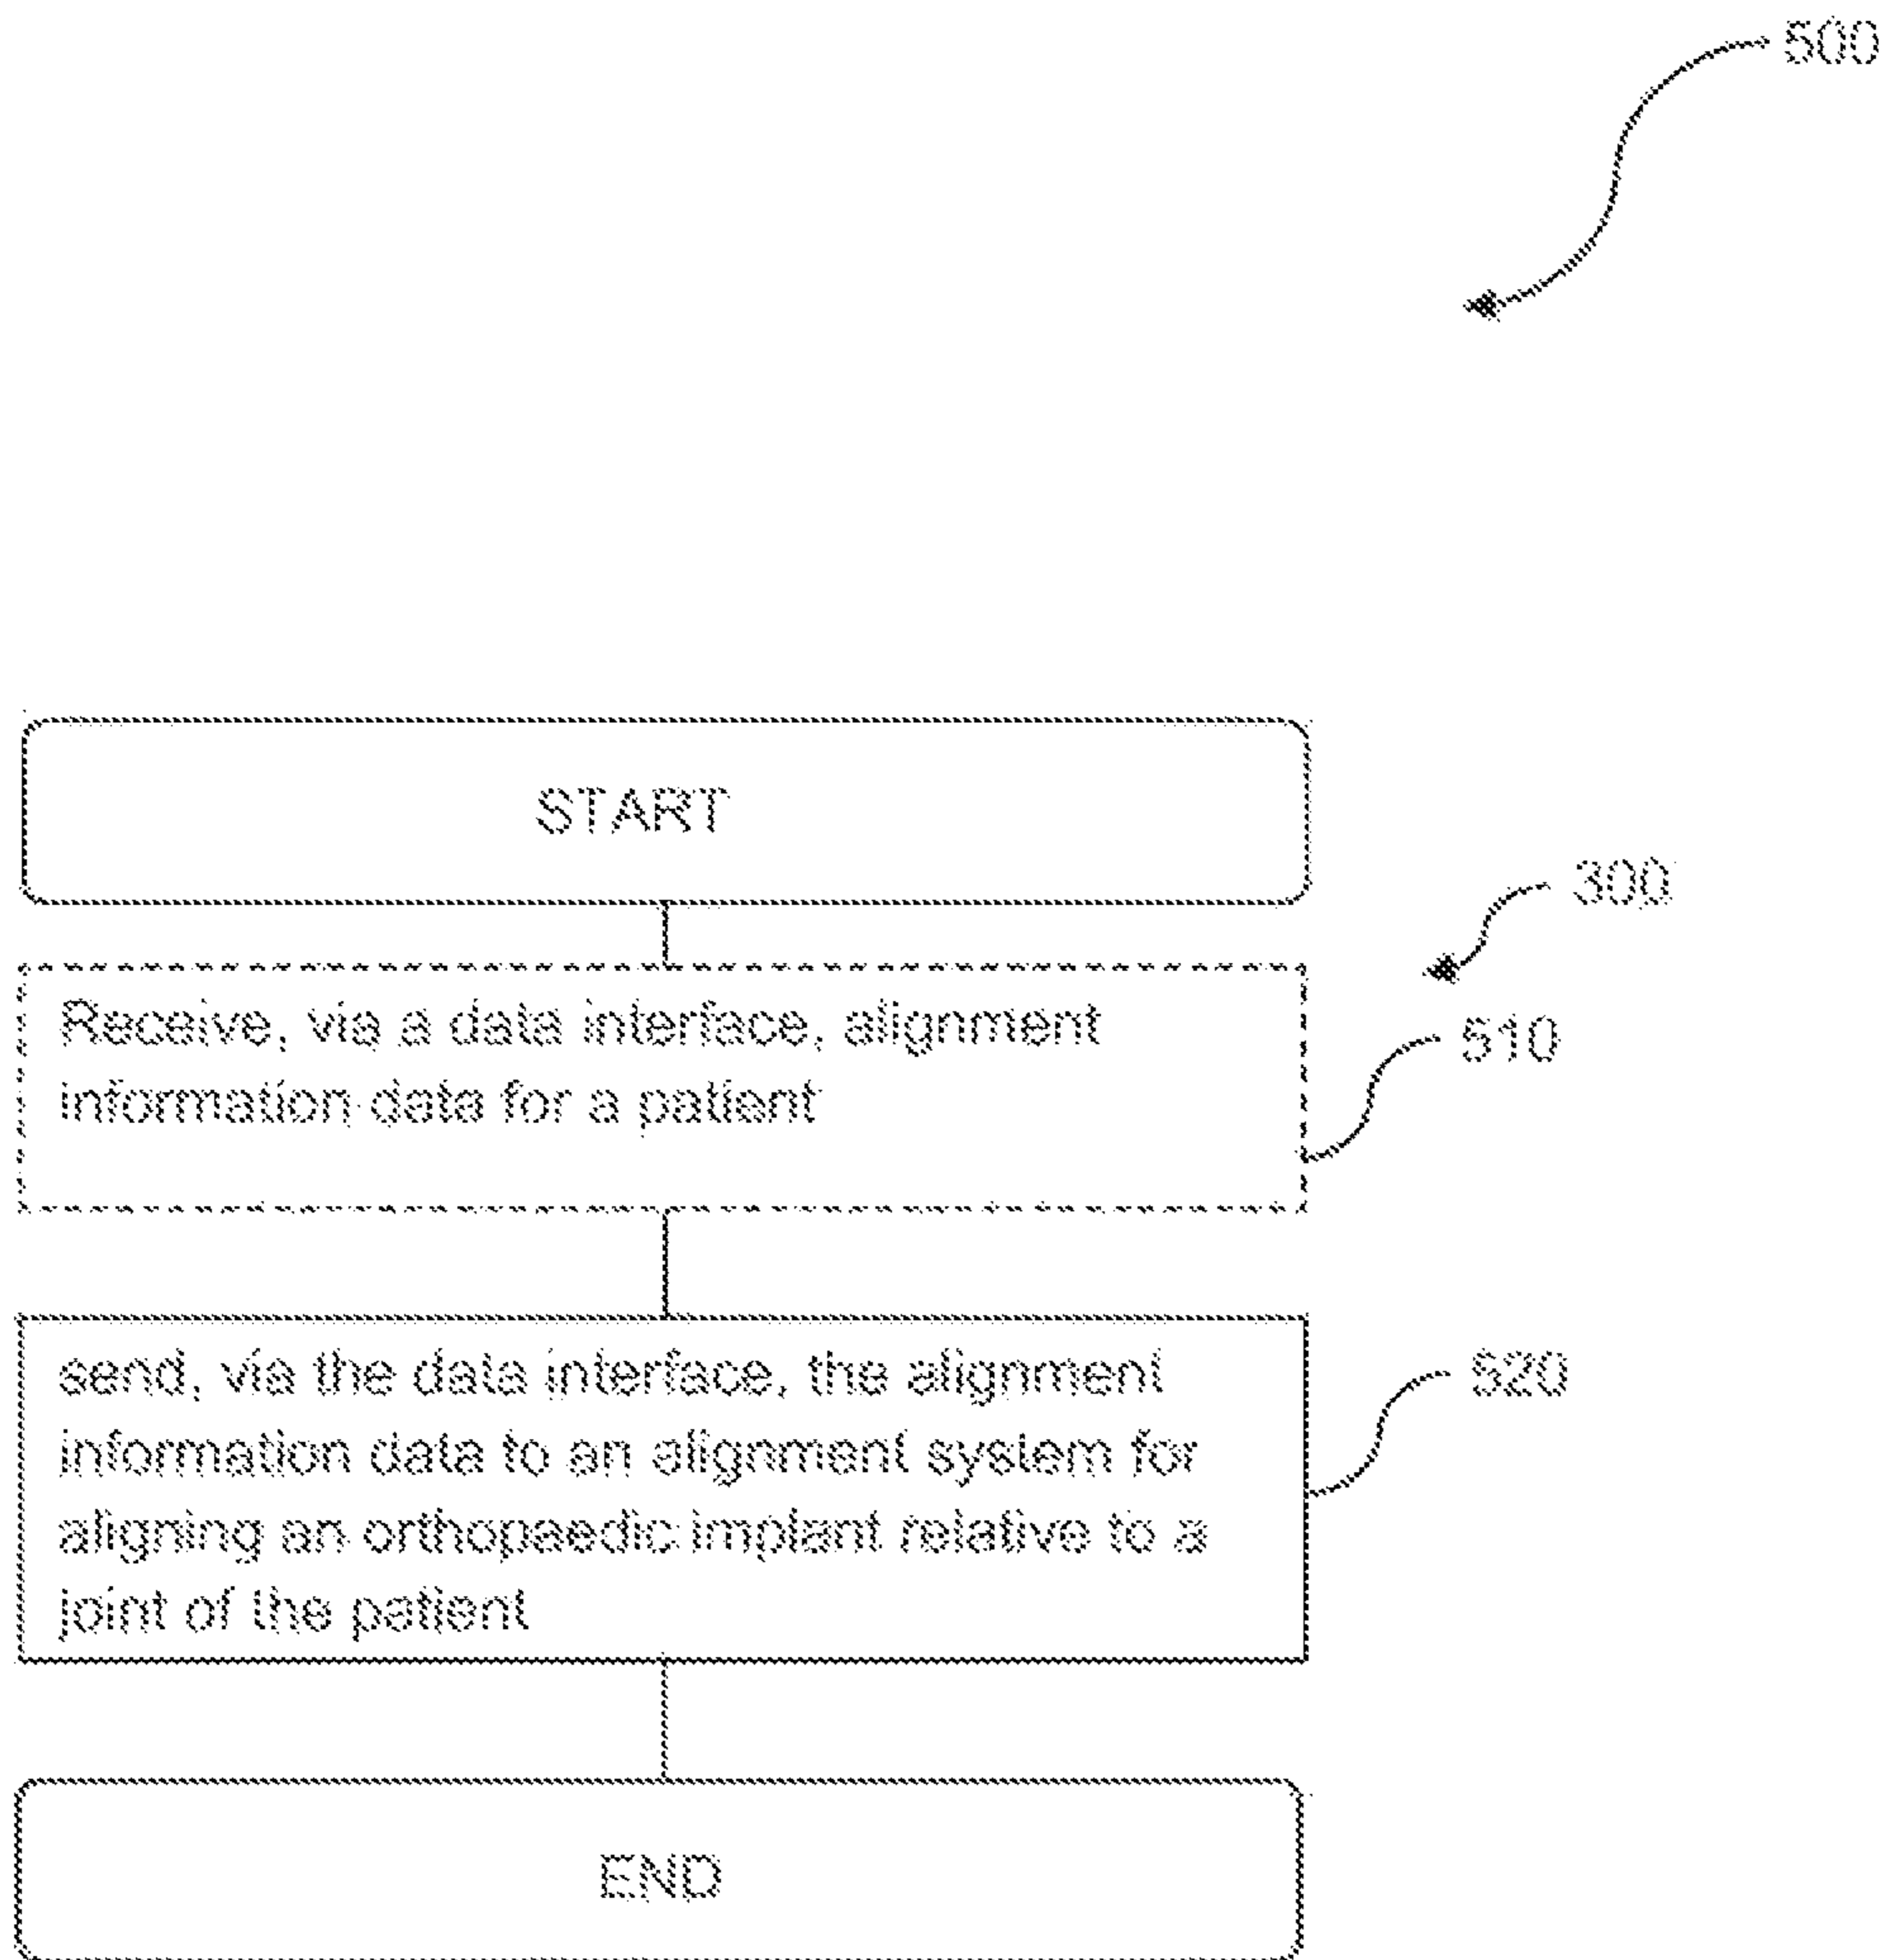 500
START
300
Receive, via a data interface, alignment
510
information data for a patient
send, via the data interface, the alignment
520
information data to an alignment system for
aligning an orthopaedic implant relative to a
joint of the patient
END